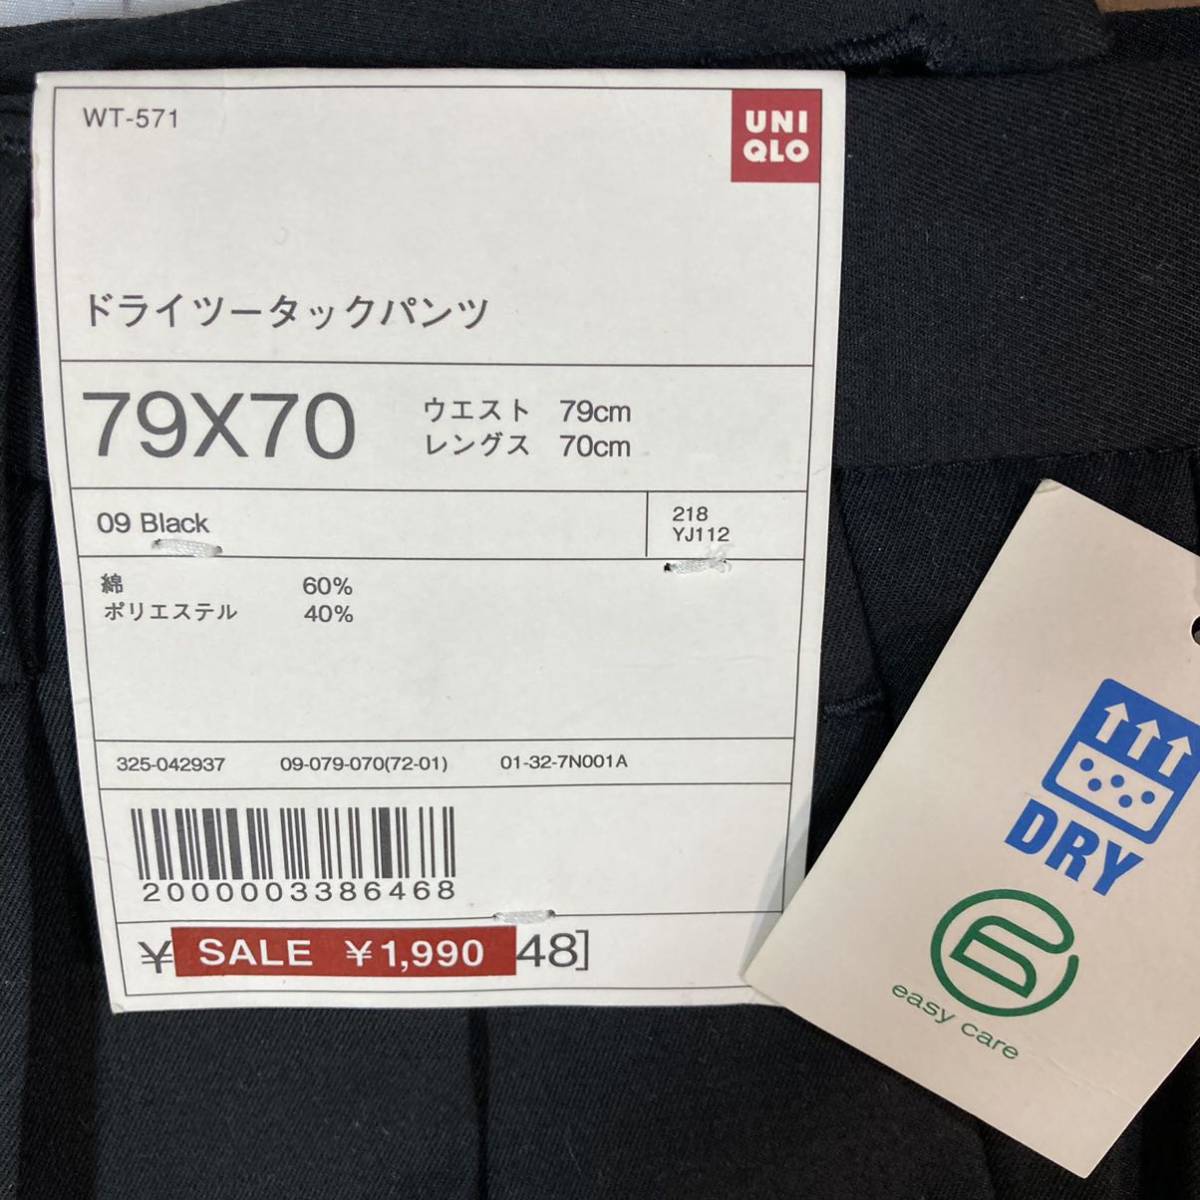 WT-571
UNI
QLO
ドライツータックパンツ
79X70
ウエスト 79cm
レングス 70cm
09 Black
218
YJ112
綿 60%
ポリエステル 40%
325-042937 09-079-070(72-01) 01-32-7N001A
2000003386468
¥ SALE ¥1,990 48]
DRY
easy care